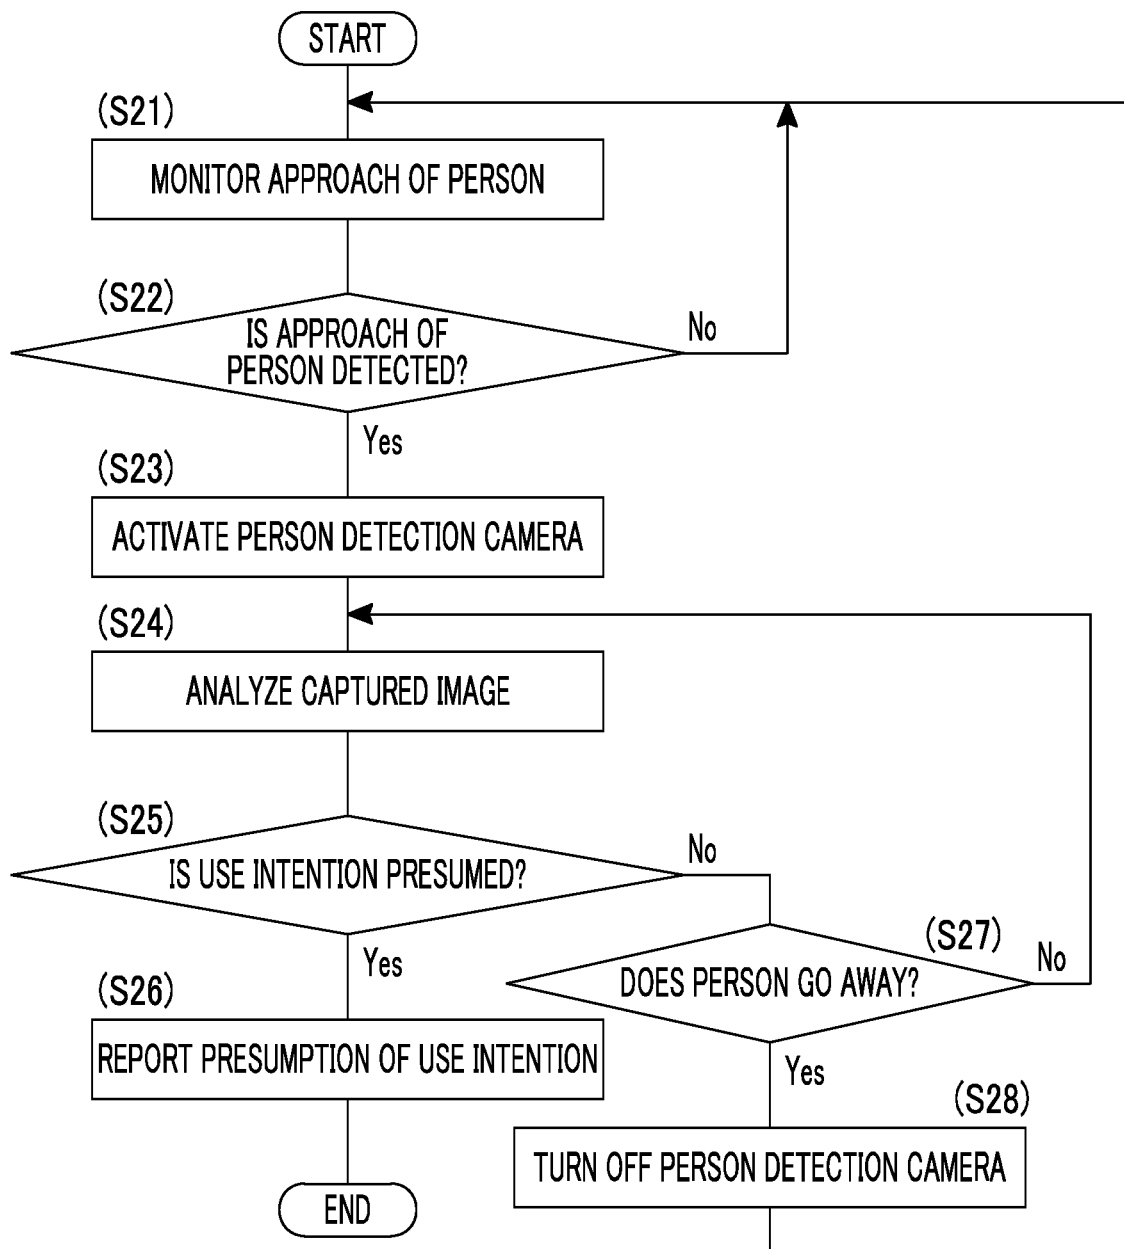 START
(S21)
MONITOR APPROACH OF PERSON
(S22)
IS APPROACH OF
PERSON DETECTED?
No
Yes
(S23)
ACTIVATE PERSON DETECTION CAMERA
(S24)
ANALYZE CAPTURED IMAGE
(S25)
IS USE INTENTION PRESUMED?
No
Yes
(S27)
DOES PERSON GO AWAY?
No
(S26)
REPORT PRESUMPTION OF USE INTENTION
Yes
(S28)
TURN OFF PERSON DETECTION CAMERA
END